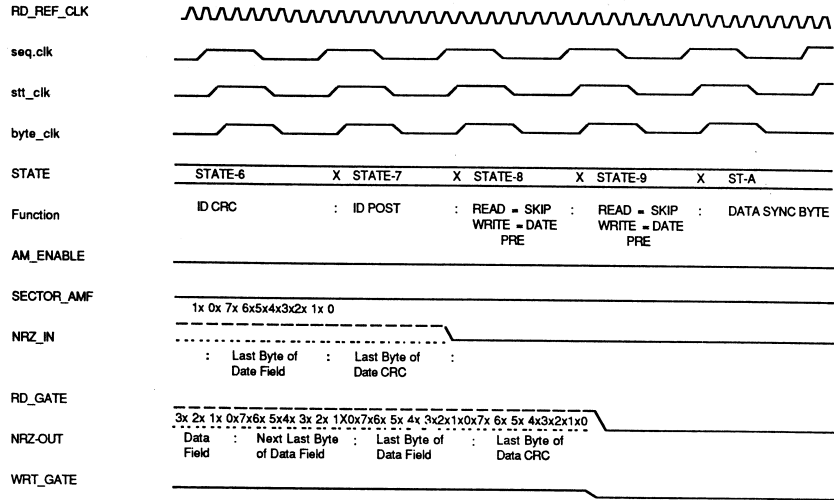 RD_REF_CLK
seq.clk
stt_clk
byte_clk
STATE STATE-6 X STATE-7 X STATE-8 X STATE-9 X ST-A
Function ID CRC : ID POST : READ = SKIP : READ = SKIP : DATA SYNC BYTE
WRITE = DATE WRITE = DATE
PRE PRE
AM_ENABLE
SECTOR_AMF
1x 0x 7x 6x5x4x3x2x 1x 0
NRZ_IN
: Last Byte of : Last Byte of :
Date Field Date CRC
RD_GATE
3x 2x 1x 0x7x6x 5x4x 3x 2x 1X0x7x6x 5x 4x 3x2x1x0x7x 6x 5x 4x3x2x1x0
NRZ-OUT Data : Next Last Byte : Last Byte of : Last Byte of
Field of Data Field Data Field Data CRC
WRT_GATE